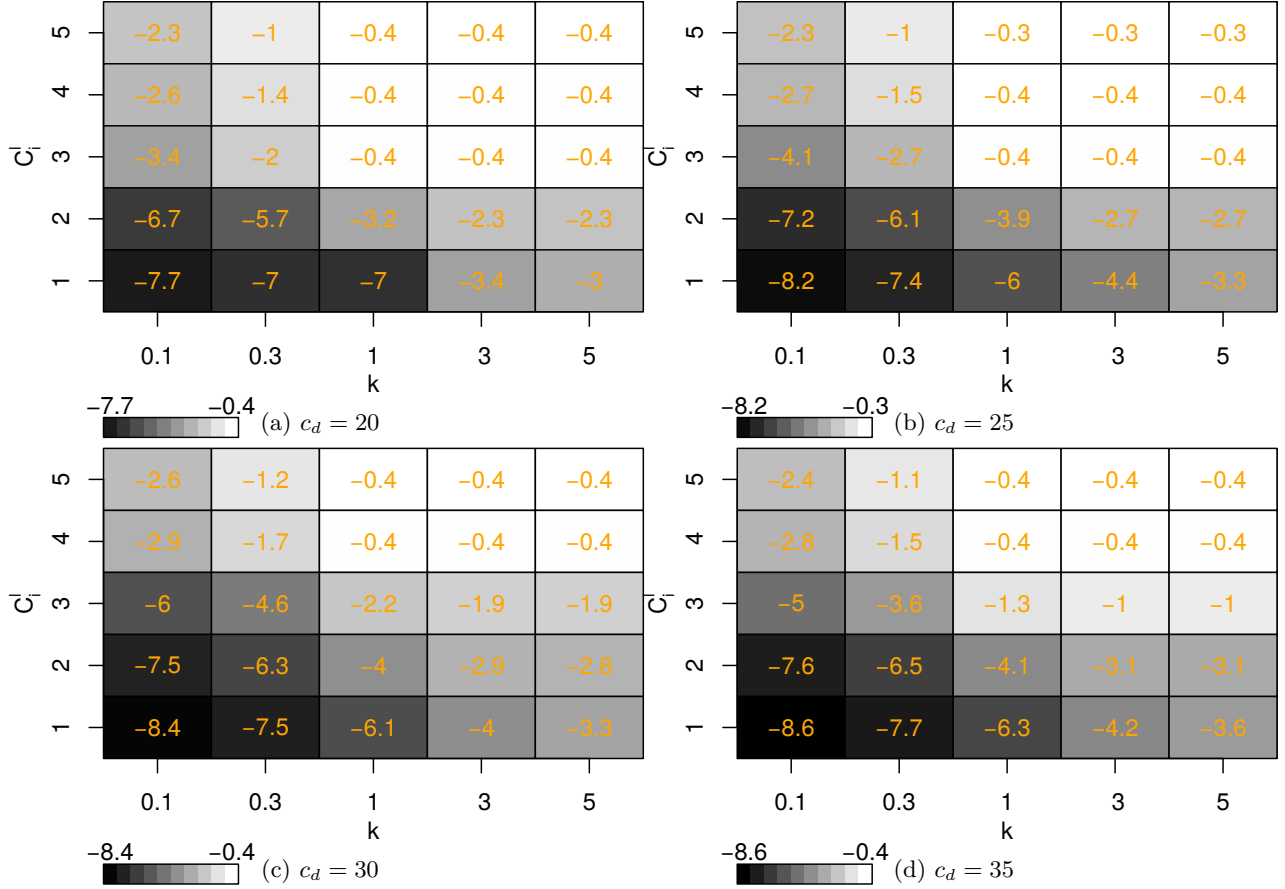 5 −2.3 −1 −0.4 −0.4 −0.4
4 −2.6 −1.4 −0.4 −0.4 −0.4
3 −3.4 −2 −0.4 −0.4 −0.4
2 −6.7 −5.7 −3.2 −2.3 −2.3
1 −7.7 −7 −7 −3.4 −3
C_i^l
0.1 0.3 1 3 5
k
−7.7 −0.4
(a) c_d = 20
5 −2.3 −1 −0.3 −0.3 −0.3
4 −2.7 −1.5 −0.4 −0.4 −0.4
3 −4.1 −2.7 −0.4 −0.4 −0.4
2 −7.2 −6.1 −3.9 −2.7 −2.7
1 −8.2 −7.4 −6 −4.4 −3.3
C_i^l
0.1 0.3 1 3 5
k
−8.2 −0.3
(b) c_d = 25
5 −2.6 −1.2 −0.4 −0.4 −0.4
4 −2.9 −1.7 −0.4 −0.4 −0.4
3 −6 −4.6 −2.2 −1.9 −1.9
2 −7.5 −6.3 −4 −2.9 −2.8
1 −8.4 −7.5 −6.1 −4 −3.3
C_i^l
0.1 0.3 1 3 5
k
−8.4 −0.4
(c) c_d = 30
5 −2.4 −1.1 −0.4 −0.4 −0.4
4 −2.8 −1.5 −0.4 −0.4 −0.4
3 −5 −3.6 −1.3 −1 −1
2 −7.6 −6.5 −4.1 −3.1 −3.1
1 −8.6 −7.7 −6.3 −4.2 −3.6
C_i^l
0.1 0.3 1 3 5
k
−8.6 −0.4
(d) c_d = 35